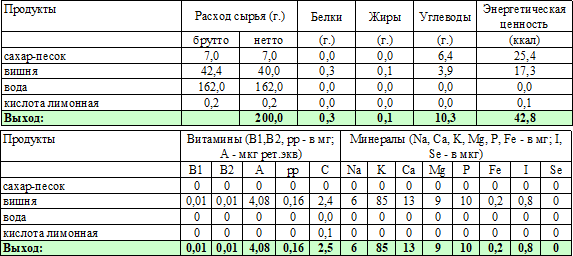 Продукты Расход сырья (г.) Белки Жиры Углеводы Энергетическая ценность
брутто нетто (г.) (г.) (г.) (ккал)
сахар-песок 7,0 7,0 0,0 0,0 6,4 25,4
вишня 42,4 40,0 0,3 0,1 3,9 17,3
вода 162,0 162,0 0,0 0,0 0,0 0,0
кислота лимонная 0,2 0,2 0,0 0,0 0,0 0,1
Выход: 200,0 0,3 0,1 10,3 42,8
Продукты Витамины (B1,B2, pp - в мг; А - мкг рет.экв) Минералы (Na, Ca, K, Mg, P, Fe - в мг; I, Se - в мкг)
B1 B2 A pp C Na K Ca Mg P Fe I Se
сахар-песок 0 0 0 0 0 0 0 0 0 0 0 0 0
вишня 0,01 0,01 4,08 0,16 2,4 6 85 13 9 10 0,2 0,8 0
вода 0 0 0 0 0,0 0 0 0 0 0 0 0 0
кислота лимонная 0 0 0 0 0,1 0 0 0 0 0 0 0 0
Выход: 0,01 0,01 4,08 0,16 2,5 6 85 13 9 10 0,2 0,8 0